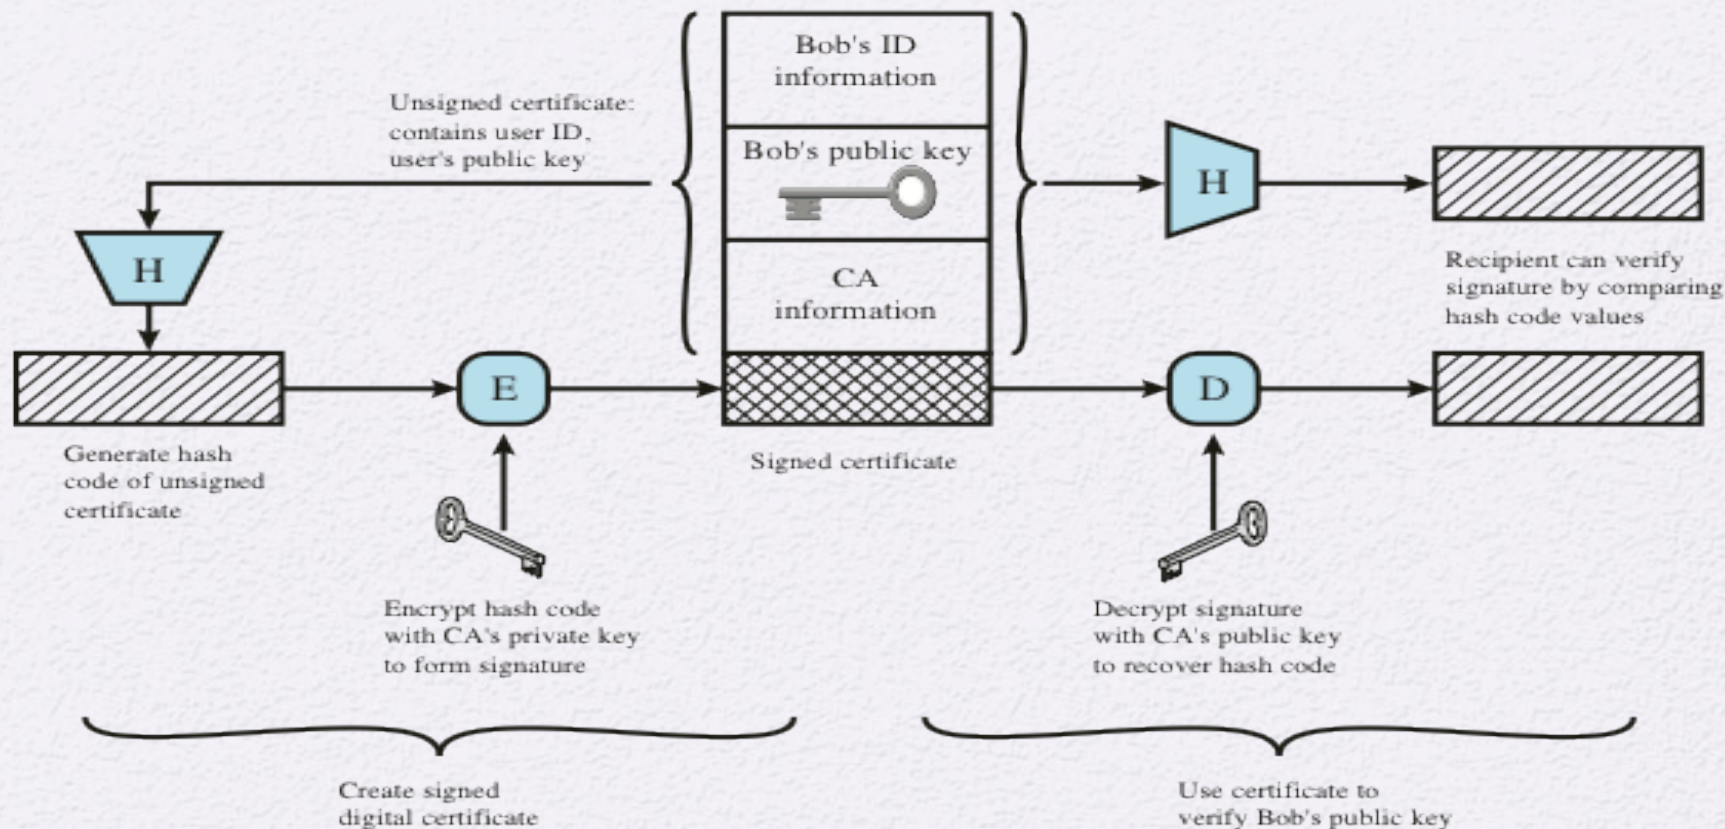 Bob's ID
information
Unsigned certificate:
contains user ID,
user's public key
Bob's public key
H
H
CA
information
Recipient can verify
signature by comparing
hash code values
E
D
Generate hash
code of unsigned
certificate
Signed certificate
Encrypt hash code
with CA's private key
to form signature
Decrypt signature
with CA's public key
to recover hash code
Create signed
digital certificate
Use certificate to
verify Bob's public key